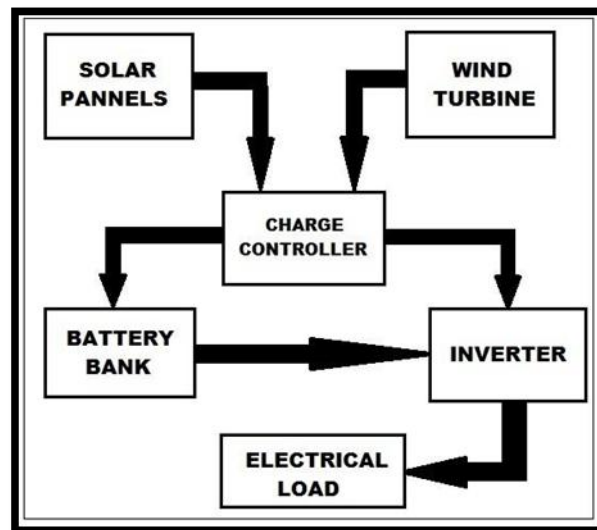 SOLAR
PANNELS
WIND
TURBINE
CHARGE
CONTROLLER
BATTERY
BANK
INVERTER
ELECTRICAL
LOAD